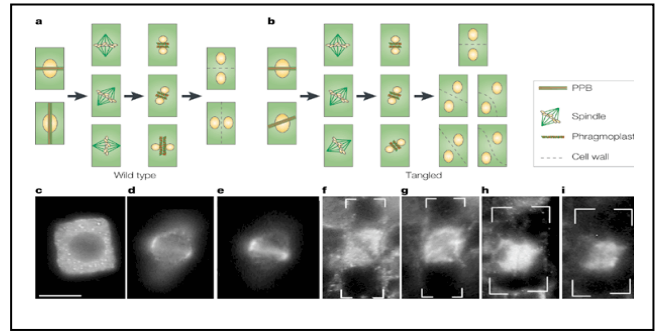 a
b
PPB
Spindle
Phragmoplast
Cell wall
Wild type
Tangled
c
d
e
f
g
h
i